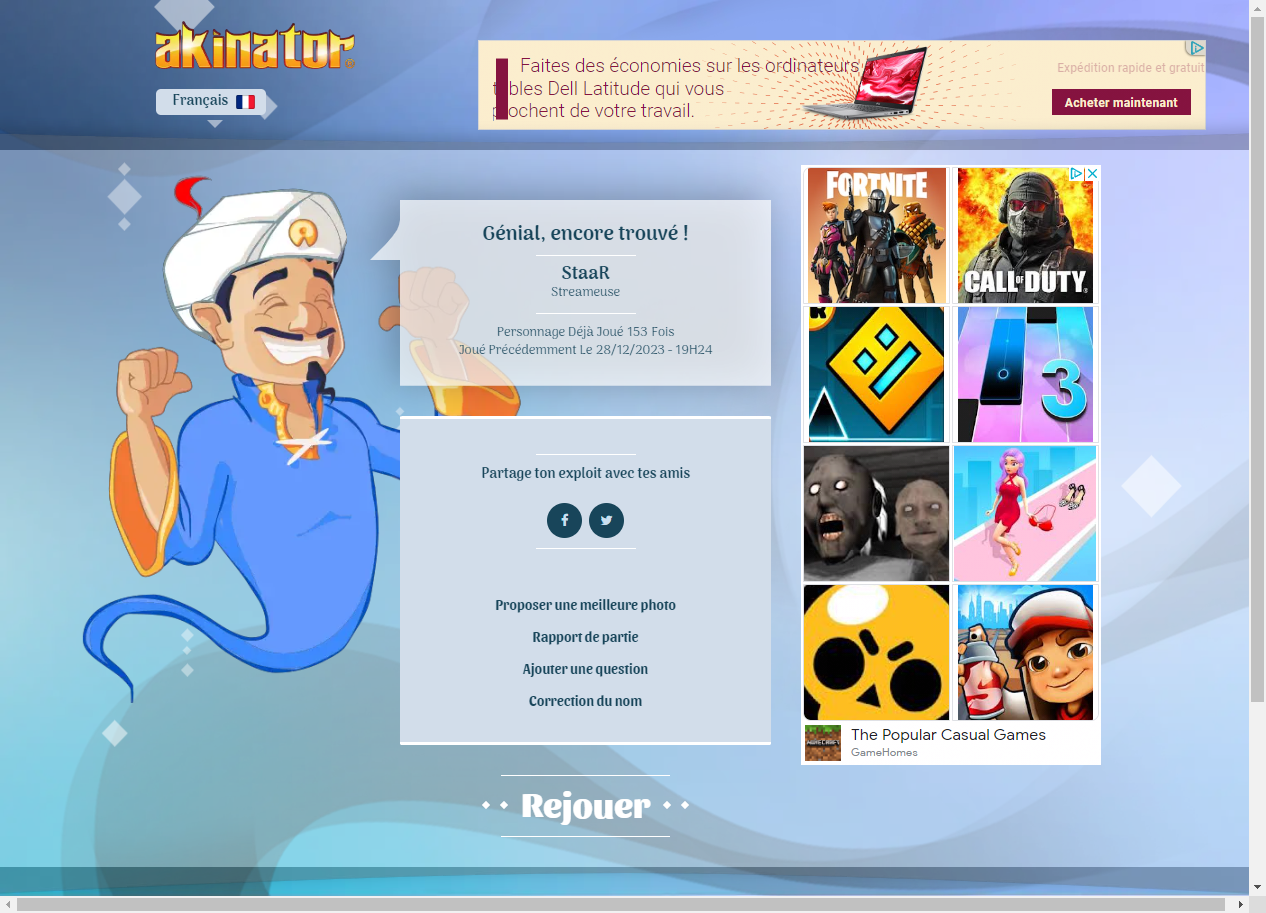 akinator
Français
Faites des économies sur les ordinateurs
bles Dell Latitude qui vous
ochent de votre travail.
Expédition rapide et gratuit
Acheter maintenant
Génial, encore trouvé !
StaaR
Streameuse
Personnage Déjà Joué 153 Fois
Joué Précédemment Le 28/12/2023 - 19H24
Partage ton exploit avec tes amis
Proposer une meilleure photo
Rapport de partie
Ajouter une question
Correction du nom
Rejouer
FORTNITE
CALL OF DUTY
3
The Popular Casual Games
GameHomes
MINECRAFT